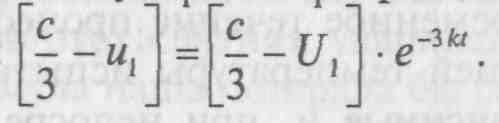 [c/3 − u₁] = [c/3 − U₁] · e^{−3kt}.